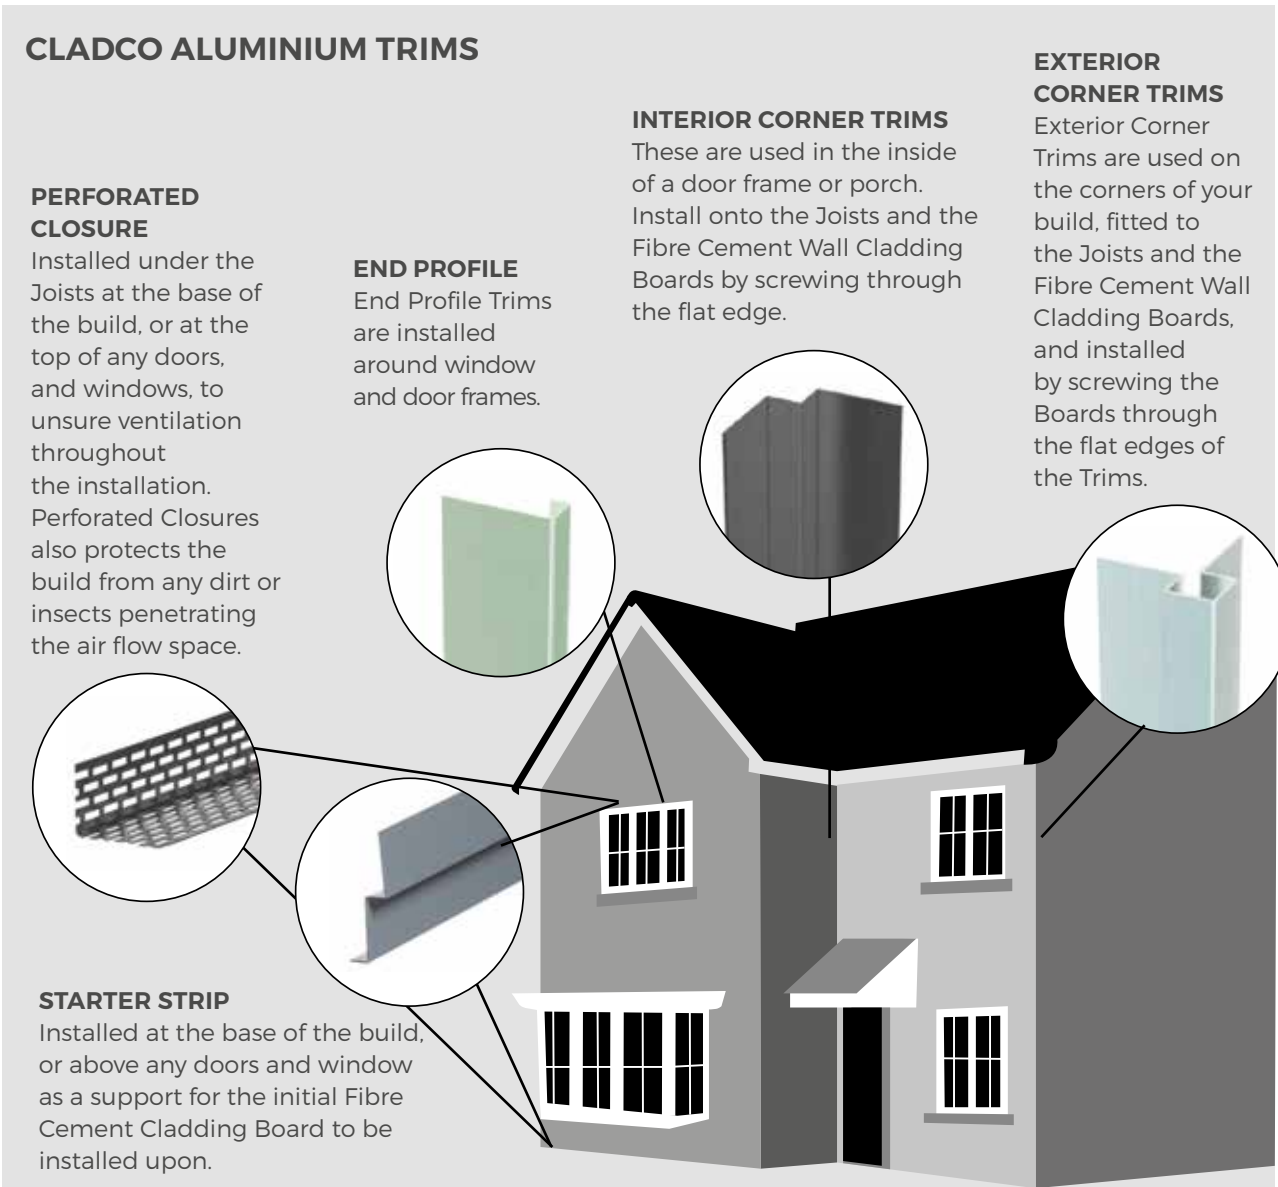 CLADCO ALUMINIUM TRIMS
PERFORATED
CLOSURE
Installed under the
Joists at the base of
the build, or at the
top of any doors,
and windows, to
unsure ventilation
throughout
the installation.
Perforated Closures
also protects the
build from any dirt or
insects penetrating
the air flow space.
END PROFILE
End Profile Trims
are installed
around window
and door frames.
INTERIOR CORNER TRIMS
These are used in the inside
of a door frame or porch.
Install onto the Joists and the
Fibre Cement Wall Cladding
Boards by screwing through
the flat edge.
EXTERIOR
CORNER TRIMS
Exterior Corner
Trims are used on
the corners of your
build, fitted to
the Joists and the
Fibre Cement Wall
Cladding Boards,
and installed
by screwing the
Boards through
the flat edges of
the Trims.
STARTER STRIP
Installed at the base of the build,
or above any doors and window
as a support for the initial Fibre
Cement Cladding Board to be
installed upon.